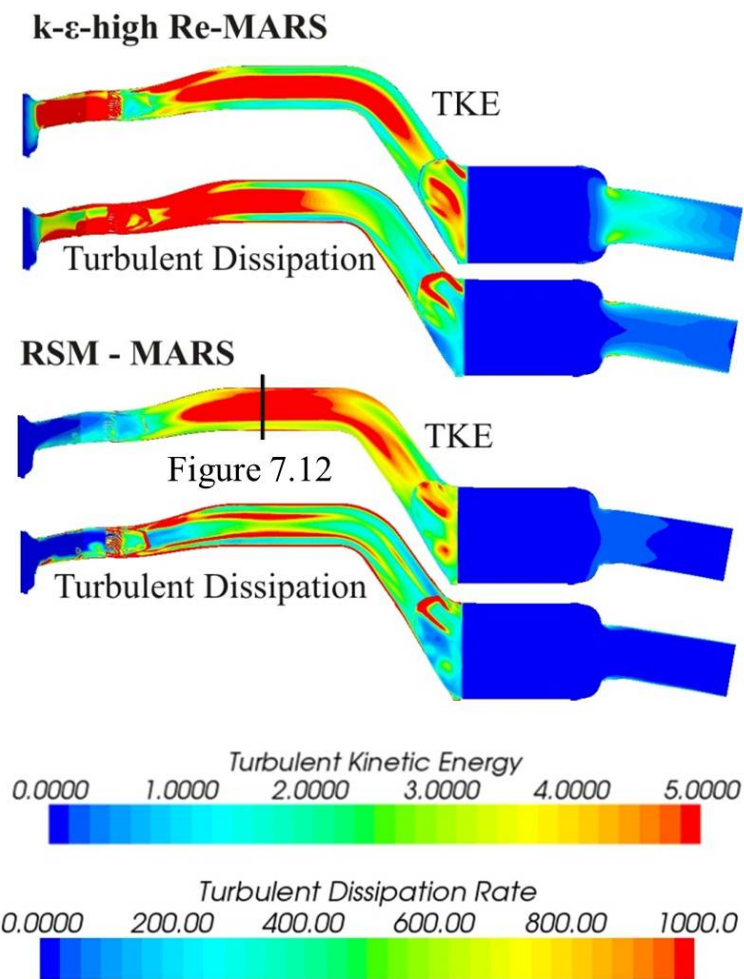 k-ε-high Re-MARS
TKE
Turbulent Dissipation
RSM - MARS
TKE
Figure 7.12
Turbulent Dissipation
Turbulent Kinetic Energy
0.0000 1.0000 2.0000 3.0000 4.0000 5.0000
Turbulent Dissipation Rate
0.0000 200.00 400.00 600.00 800.00 1000.0